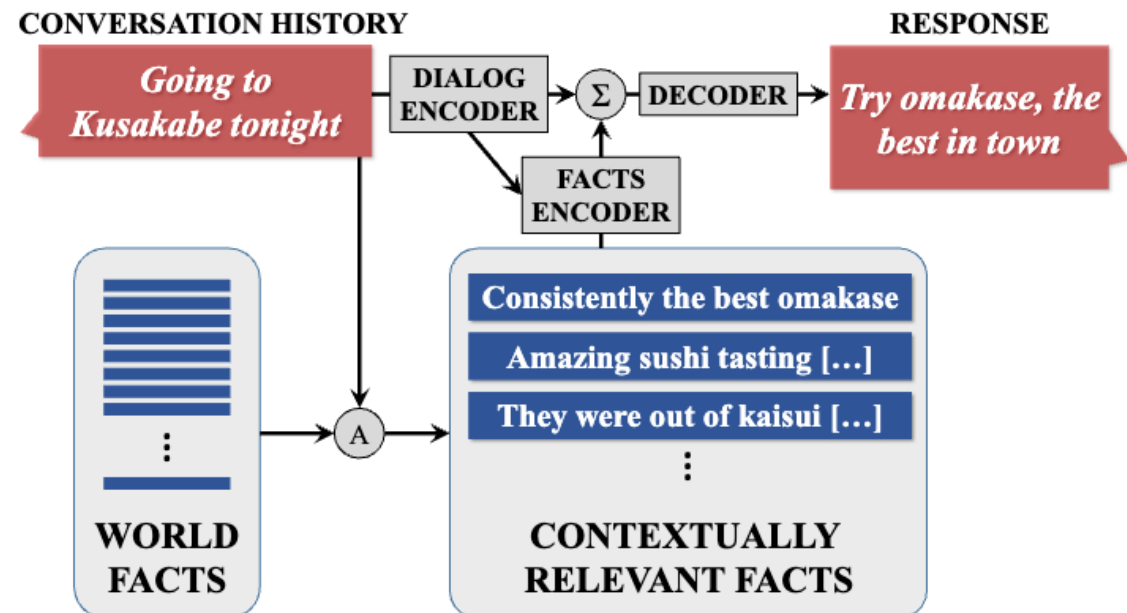 CONVERSATION HISTORY
Going to
Kusakabe tonight
DIALOG
ENCODER
Σ
DECODER
RESPONSE
Try omakase, the
best in town
FACTS
ENCODER
A
WORLD
FACTS
Consistently the best omakase
Amazing sushi tasting […]
They were out of kaisui […]
CONTEXTUALLY
RELEVANT FACTS